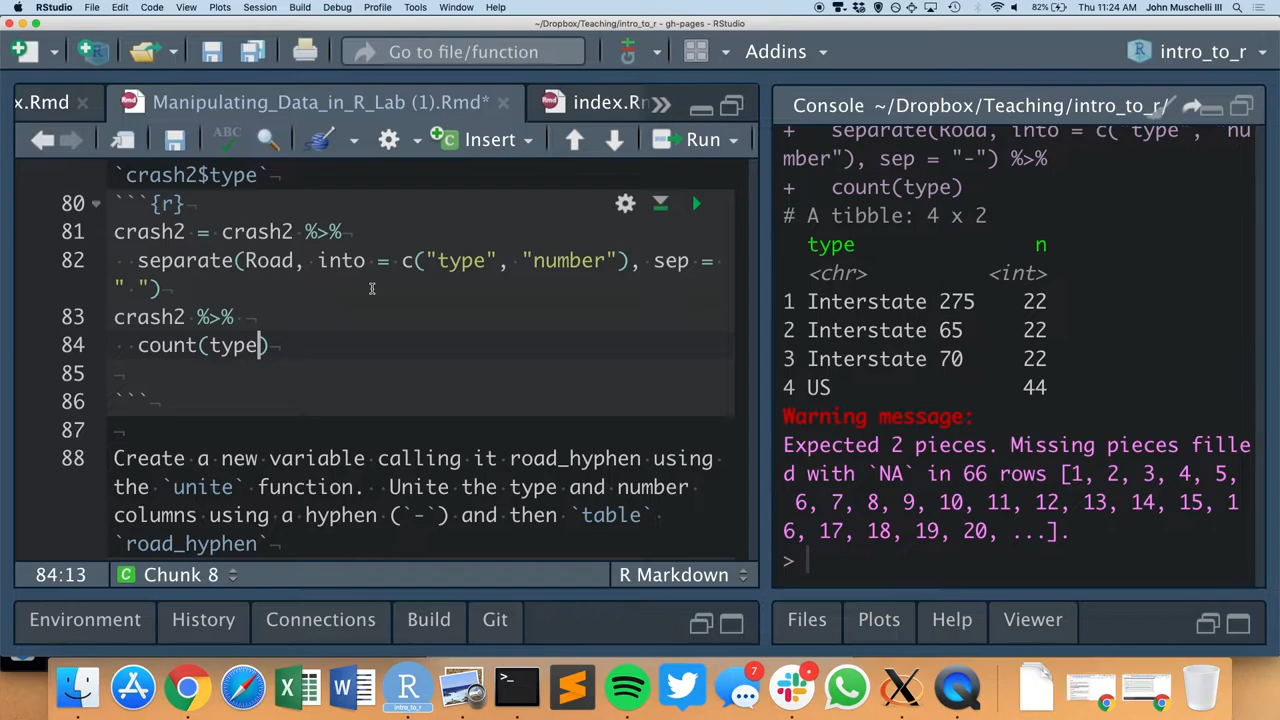 RStudio File Edit Code View Plots Session Build Debug Profile Tools Window Help 82% Thu 11:24 AM John Muschelli III
~/Dropbox/Teaching/intro_to_r - gh-pages - RStudio
Go to file/function Addins intro_to_r
x.Rmd Manipulating_Data_in_R_Lab (1).Rmd* index.Rn
ABC Insert Run
`crash2$type`
80 ```{r}
81 crash2 = crash2 %>%
82 separate(Road, into = c("type", "number"), sep =
" ")
83 crash2 %>%
84 count(type)
85
86 ```
87
88 Create a new variable calling it road_hyphen using
the `unite` function. Unite the type and number
columns using a hyphen (`-`) and then `table`
`road_hyphen`
84:13 C Chunk 8 R Markdown
Console ~/Dropbox/Teaching/intro_to_r/
+ separate(Road, into = c("type", "nu
mber"), sep = "-") %>%
+ count(type)
# A tibble: 4 x 2
type n
<chr> <int>
1 Interstate 275 22
2 Interstate 65 22
3 Interstate 70 22
4 US 44
Warning message:
Expected 2 pieces. Missing pieces fille
d with `NA` in 66 rows [1, 2, 3, 4, 5,
6, 7, 8, 9, 10, 11, 12, 13, 14, 15, 1
6, 17, 18, 19, 20, ...].
>
Environment History Connections Build Git
Files Plots Help Viewer
intro_to_r
7